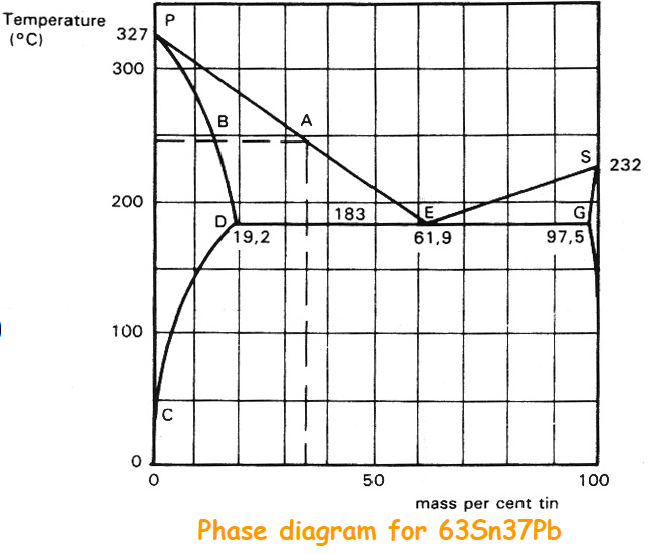 Temperature
(°C)
P
327
300
B
A
S
232
200
D
183
E
G
19,2
61,9
97,5
100
C
0
0
50
100
mass per cent tin
Phase diagram for 63Sn37Pb